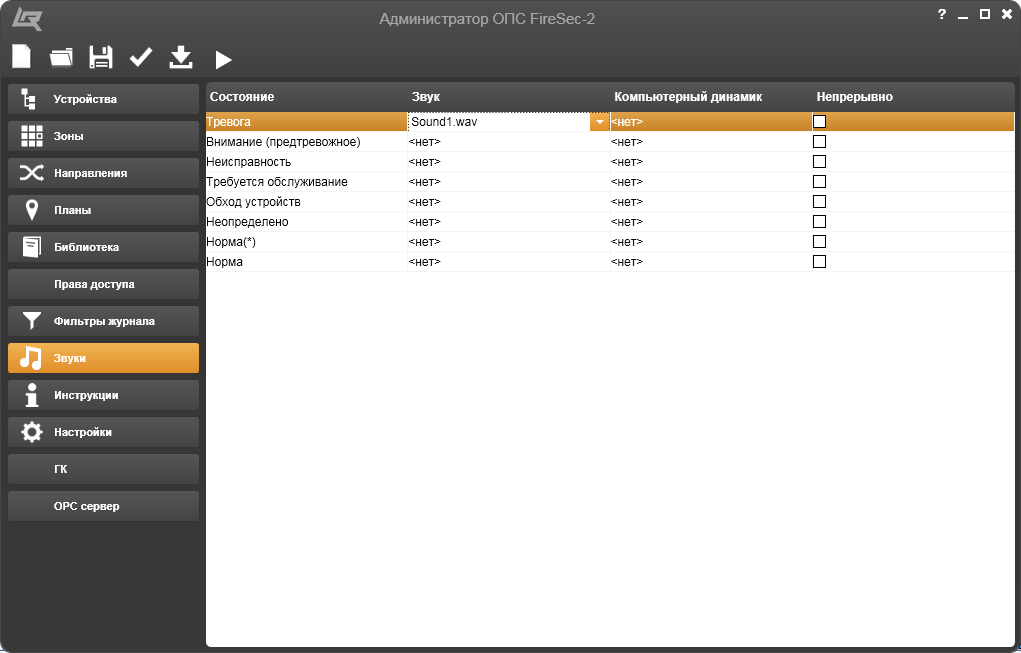 Администратор ОПС FireSec-2
?
Устройства
Зоны
Направления
Планы
Библиотека
Права доступа
Фильтры журнала
Звуки
Инструкции
Настройки
ГК
OPC сервер
Состояние Звук Компьютерный динамик Непрерывно
Тревога Sound1.wav <нет>
Внимание (предтревожное) <нет> <нет>
Неисправность <нет> <нет>
Требуется обслуживание <нет> <нет>
Обход устройств <нет> <нет>
Неопределено <нет> <нет>
Норма(*) <нет> <нет>
Норма <нет> <нет>